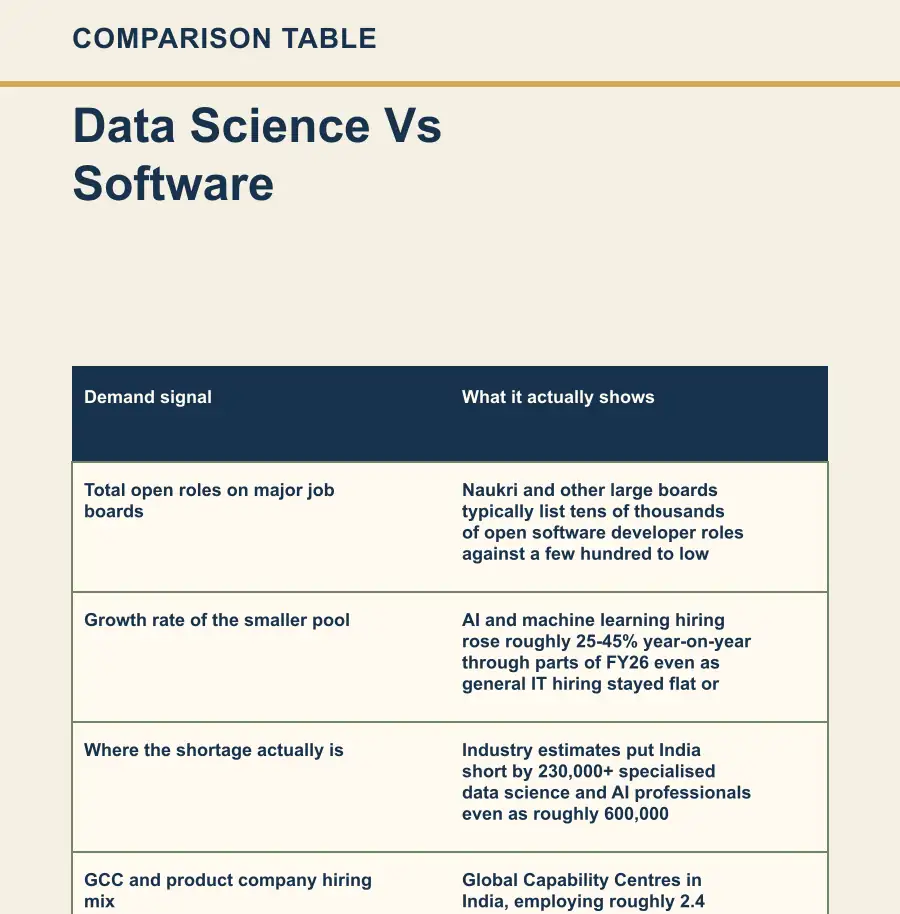 COMPARISON TABLE
Data Science Vs
Software
Demand signal
What it actually shows
Total open roles on major job
boards
Naukri and other large boards
typically list tens of thousands
of open software developer roles
against a few hundred to low
Growth rate of the smaller pool
AI and machine learning hiring
rose roughly 25-45% year-on-year
through parts of FY26 even as
general IT hiring stayed flat or
Where the shortage actually is
Industry estimates put India
short by 230,000+ specialised
data science and AI professionals
even as roughly 600,000
GCC and product company hiring
mix
Global Capability Centres in
India, employing roughly 2.4